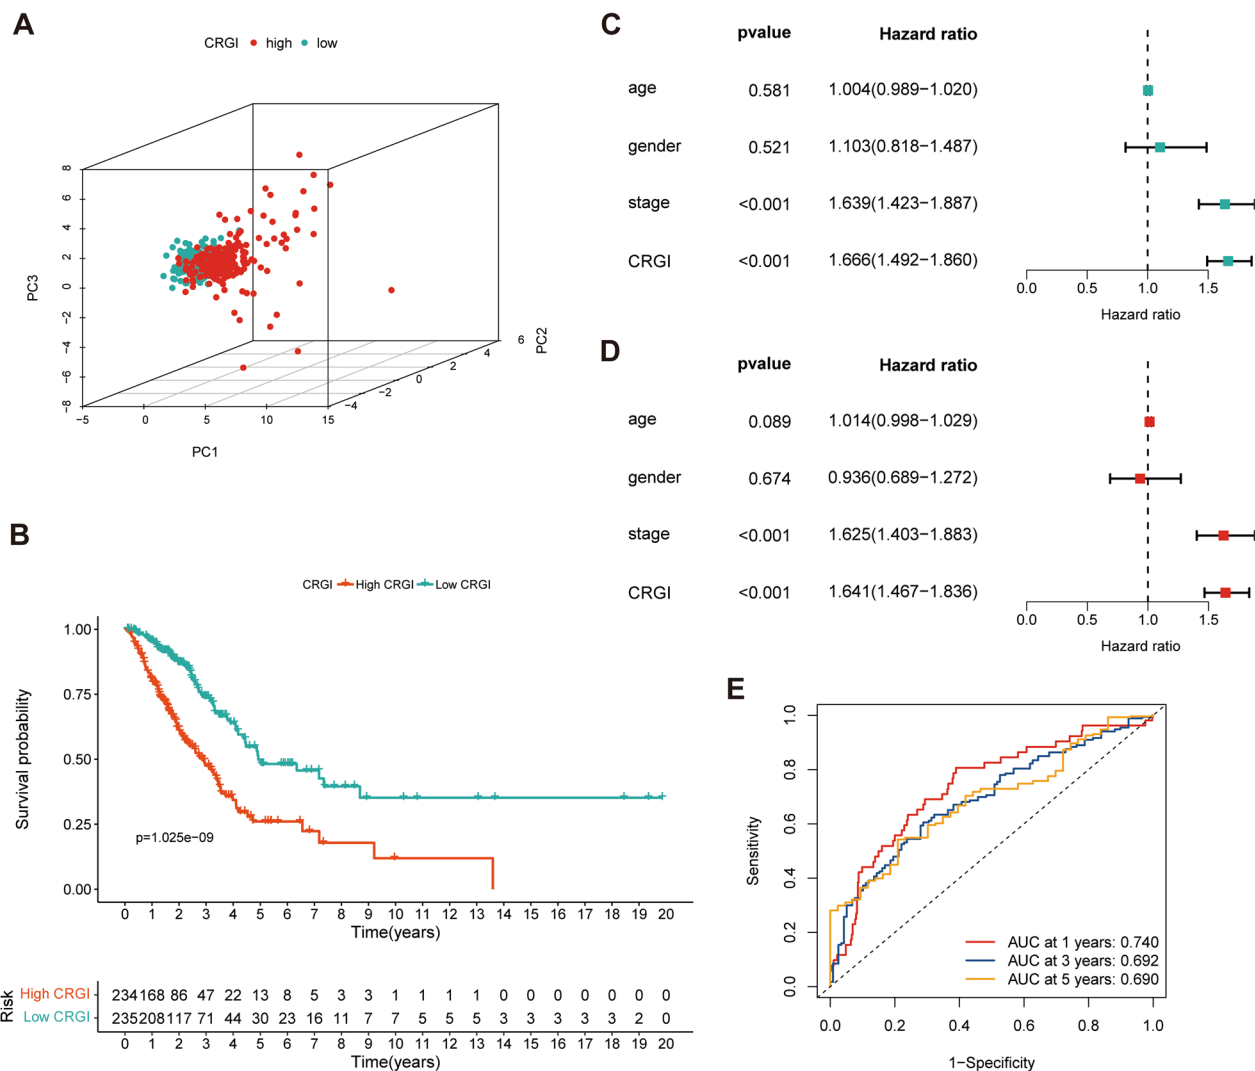 A
CRGI high low
8
6
4
2
0
−2
−4
−6
−8
PC3
−5 0 5 10 15
PC1
−4 −2 0 2 4 6
PC2
B
CRGI High CRGI Low CRGI
1.00
0.75
0.50
0.25
0.00
Survival probability
p=1.025e−09
0 1 2 3 4 5 6 7 8 9 10 11 12 13 14 15 16 17 18 19 20
Time(years)
Risk
High CRGI 234 168 86 47 22 13 8 5 3 3 1 1 1 1 0 0 0 0 0 0 0
Low CRGI 235 208 117 71 44 30 23 16 11 7 7 5 5 5 3 3 3 3 3 2 0
0 1 2 3 4 5 6 7 8 9 10 11 12 13 14 15 16 17 18 19 20
Time(years)
C
pvalue Hazard ratio
age 0.581 1.004(0.989−1.020)
gender 0.521 1.103(0.818−1.487)
stage <0.001 1.639(1.423−1.887)
CRGI <0.001 1.666(1.492−1.860)
0.0 0.5 1.0 1.5
Hazard ratio
D
pvalue Hazard ratio
age 0.089 1.014(0.998−1.029)
gender 0.674 0.936(0.689−1.272)
stage <0.001 1.625(1.403−1.883)
CRGI <0.001 1.641(1.467−1.836)
0.0 0.5 1.0 1.5
Hazard ratio
E
1.0
0.8
0.6
0.4
0.2
0.0
Sensitivity
AUC at 1 years: 0.740
AUC at 3 years: 0.692
AUC at 5 years: 0.690
0.0 0.2 0.4 0.6 0.8 1.0
1−Specificity